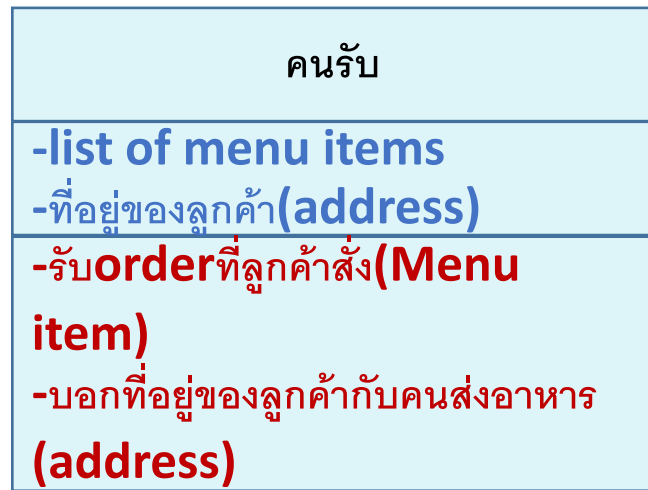 คนรับ
-list of menu items
-ที่อยู่ของลูกค้า(address)
-รับorderที่ลูกค้าสั่ง(Menu
item)
-บอกที่อยู่ของลูกค้ากับคนส่งอาหาร
(address)